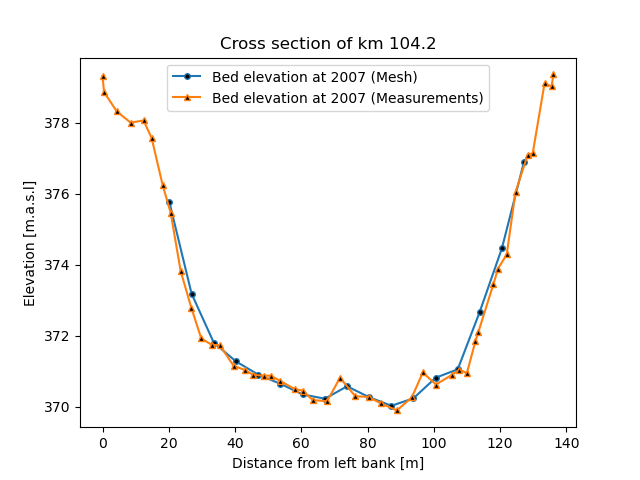 Cross section of km 104.2
Bed elevation at 2007 (Mesh)
Bed elevation at 2007 (Measurements)
Elevation [m.a.s.l]
378
376
374
372
370
0 20 40 60 80 100 120 140
Distance from left bank [m]